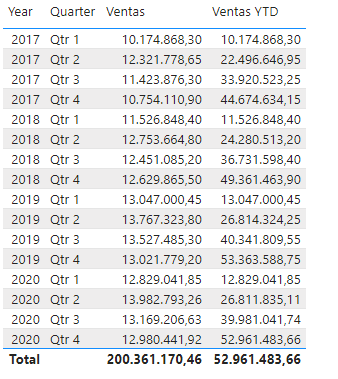 Year Quarter Ventas Ventas YTD
2017 Qtr 1 10.174.868,30 10.174.868,30
2017 Qtr 2 12.321.778,65 22.496.646,95
2017 Qtr 3 11.423.876,30 33.920.523,25
2017 Qtr 4 10.754.110,90 44.674.634,15
2018 Qtr 1 11.526.848,40 11.526.848,40
2018 Qtr 2 12.753.664,80 24.280.513,20
2018 Qtr 3 12.451.085,20 36.731.598,40
2018 Qtr 4 12.629.865,50 49.361.463,90
2019 Qtr 1 13.047.000,45 13.047.000,45
2019 Qtr 2 13.767.323,80 26.814.324,25
2019 Qtr 3 13.527.485,30 40.341.809,55
2019 Qtr 4 13.021.779,20 53.363.588,75
2020 Qtr 1 12.829.041,85 12.829.041,85
2020 Qtr 2 13.982.793,26 26.811.835,11
2020 Qtr 3 13.169.206,63 39.981.041,74
2020 Qtr 4 12.980.441,92 52.961.483,66
Total 200.361.170,46 52.961.483,66